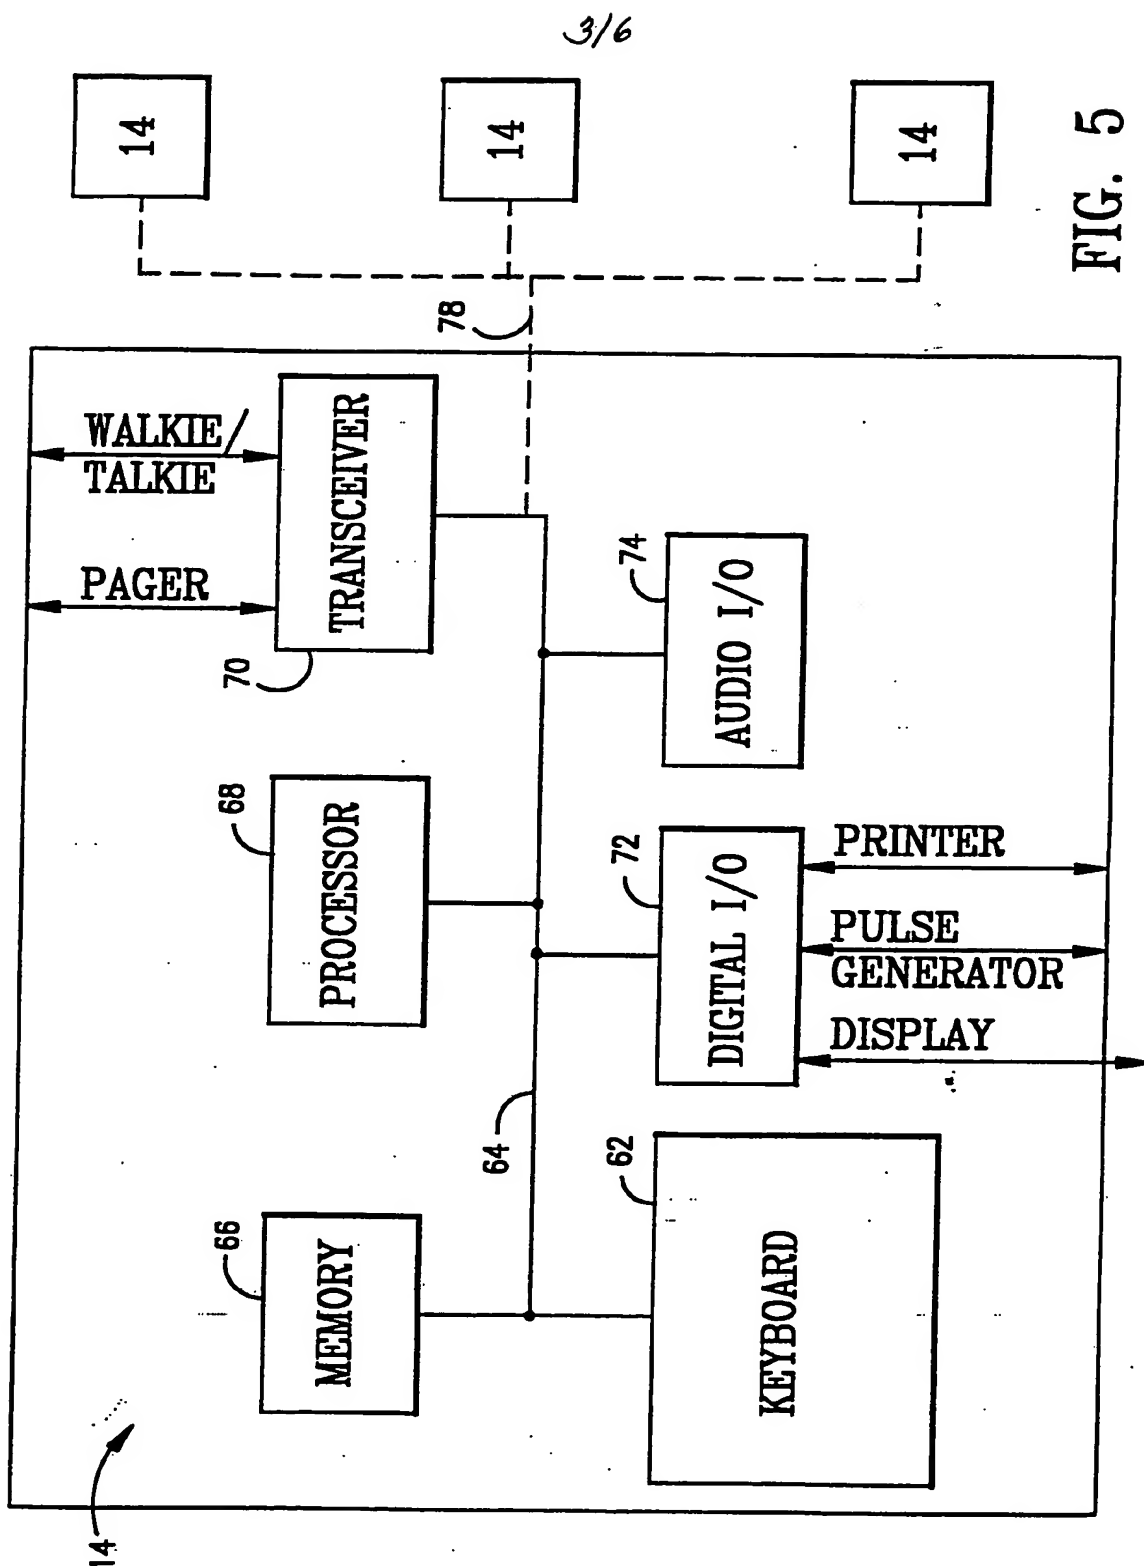 3/6
14
66
68
70
PAGER
WALKIE/
TALKIE
MEMORY
PROCESSOR
TRANSCEIVER
78
64
62
72
74
KEYBOARD
DIGITAL I/O
AUDIO I/O
DISPLAY
PULSE
GENERATOR
PRINTER
14
14
14
FIG. 5